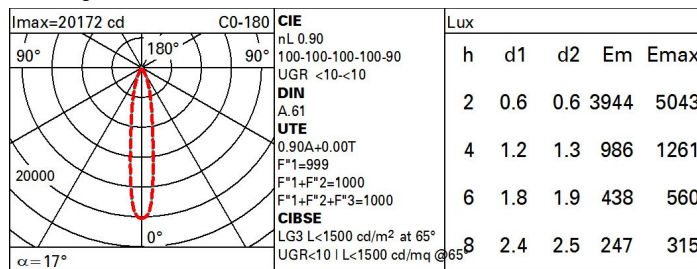 Imax=20172 cd C0-180
90° 180° 90°
20000
0°
α=17°
CIE
nL 0.90
100-100-100-100-90
UGR <10-<10
DIN
A.61
UTE
0.90A+0.00T
F"1=999
F"1+F"2=1000
F"1+F"2+F"3=1000
CIBSE
LG3 L<1500 cd/m² at 65°
UGR<10 | L<1500 cd/mq @65°
Lux
h d1 d2 Em Emax
2 0.6 0.6 3944 5043
4 1.2 1.3 986 1261
6 1.8 1.9 438 560
8 2.4 2.5 247 315